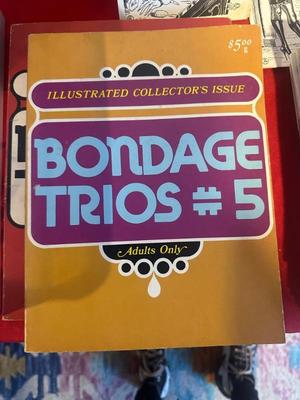 $5.00
ILLUSTRATED COLLECTOR'S ISSUE
BONDAGE
TRIOS # 5
Adults Only